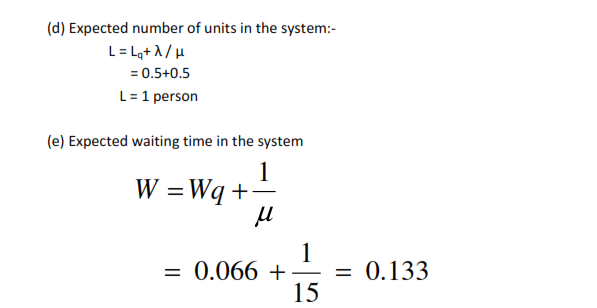 (d) Expected number of units in the system:-
L = Lq+ λ / μ
= 0.5+0.5
L = 1 person
(e) Expected waiting time in the system
W = Wq + 1/μ
= 0.066 + 1/15 = 0.133